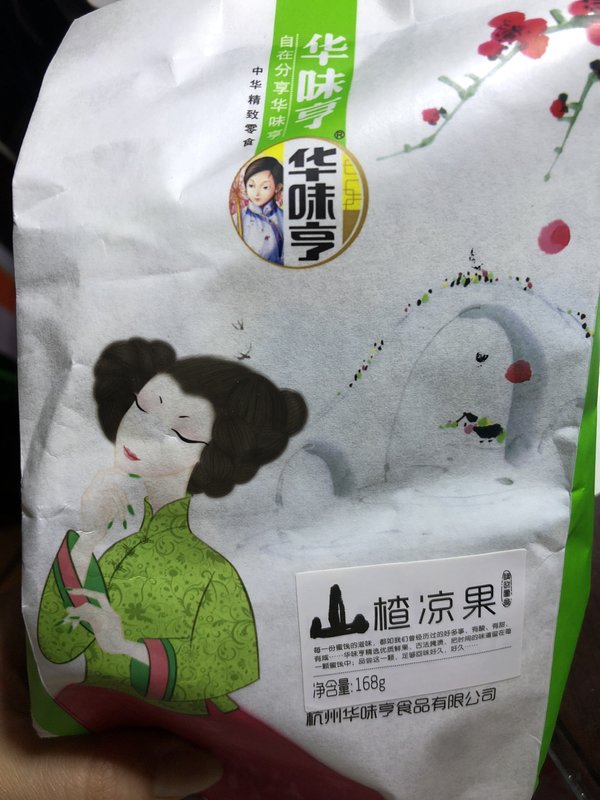 华味亨®
自在分享华味亨
中华精致零食
华味亨
山楂凉果
每一份蜜饯的滋味，都如我们曾经历过的好多事，有酸、有甜、
有咸……华味亨精选优质鲜果，古法腌渍，把时间的味道留在每
一颗蜜饯中；品尝这一颗，足够回味好久，好久……
净含量:168g
杭州华味亨食品有限公司